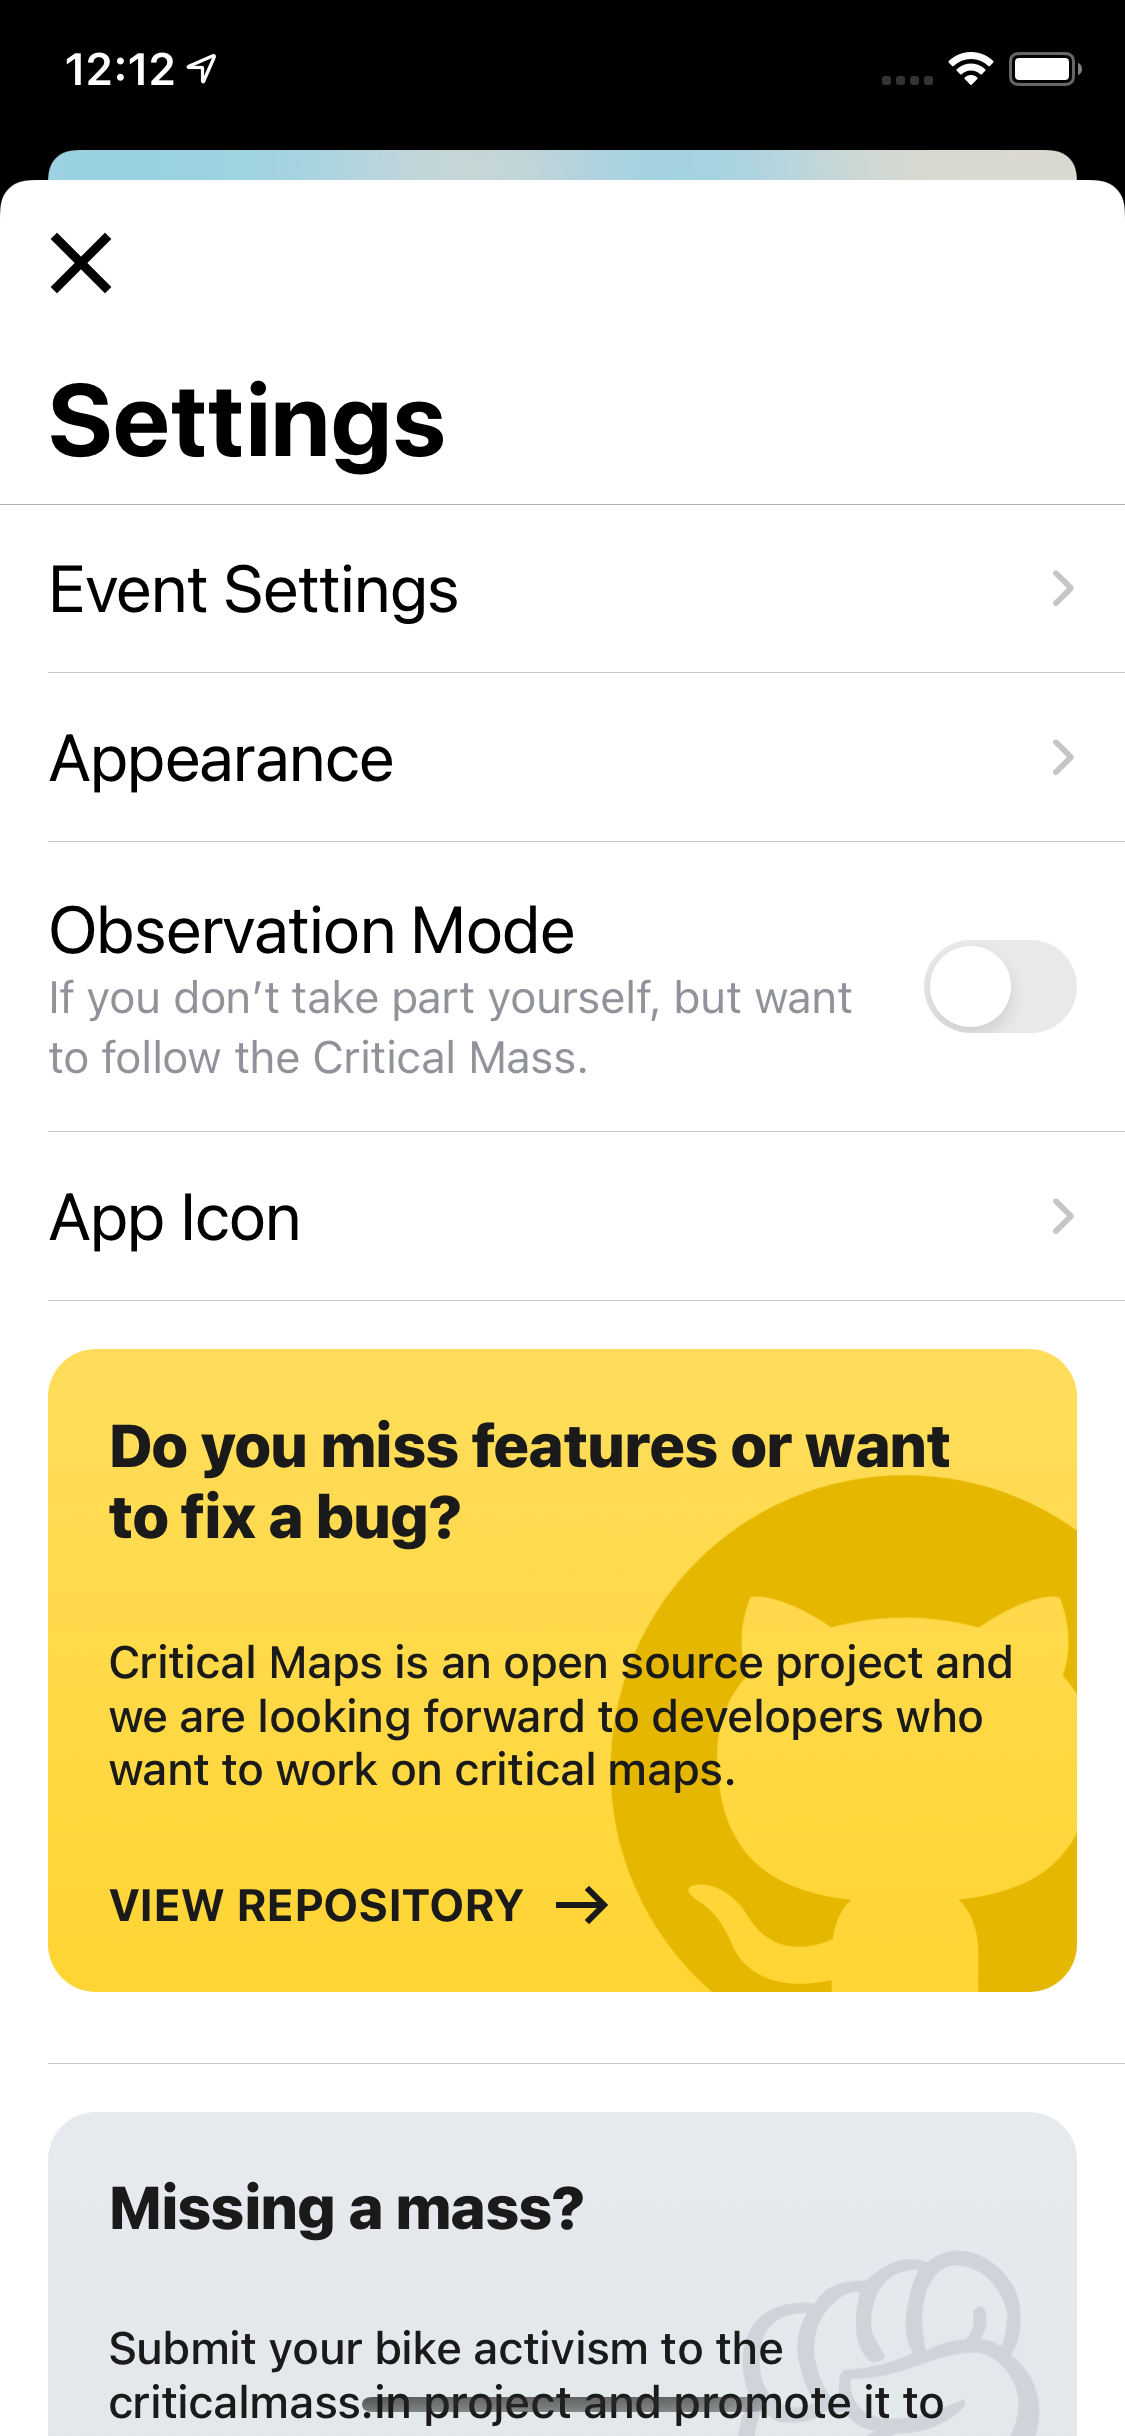 12:12
Settings
Event Settings
Appearance
Observation Mode
If you don’t take part yourself, but want
to follow the Critical Mass.
App Icon
Do you miss features or want
to fix a bug?
Critical Maps is an open source project and
we are looking forward to developers who
want to work on critical maps.
VIEW REPOSITORY
Missing a mass?
Submit your bike activism to the
criticalmass.in project and promote it to